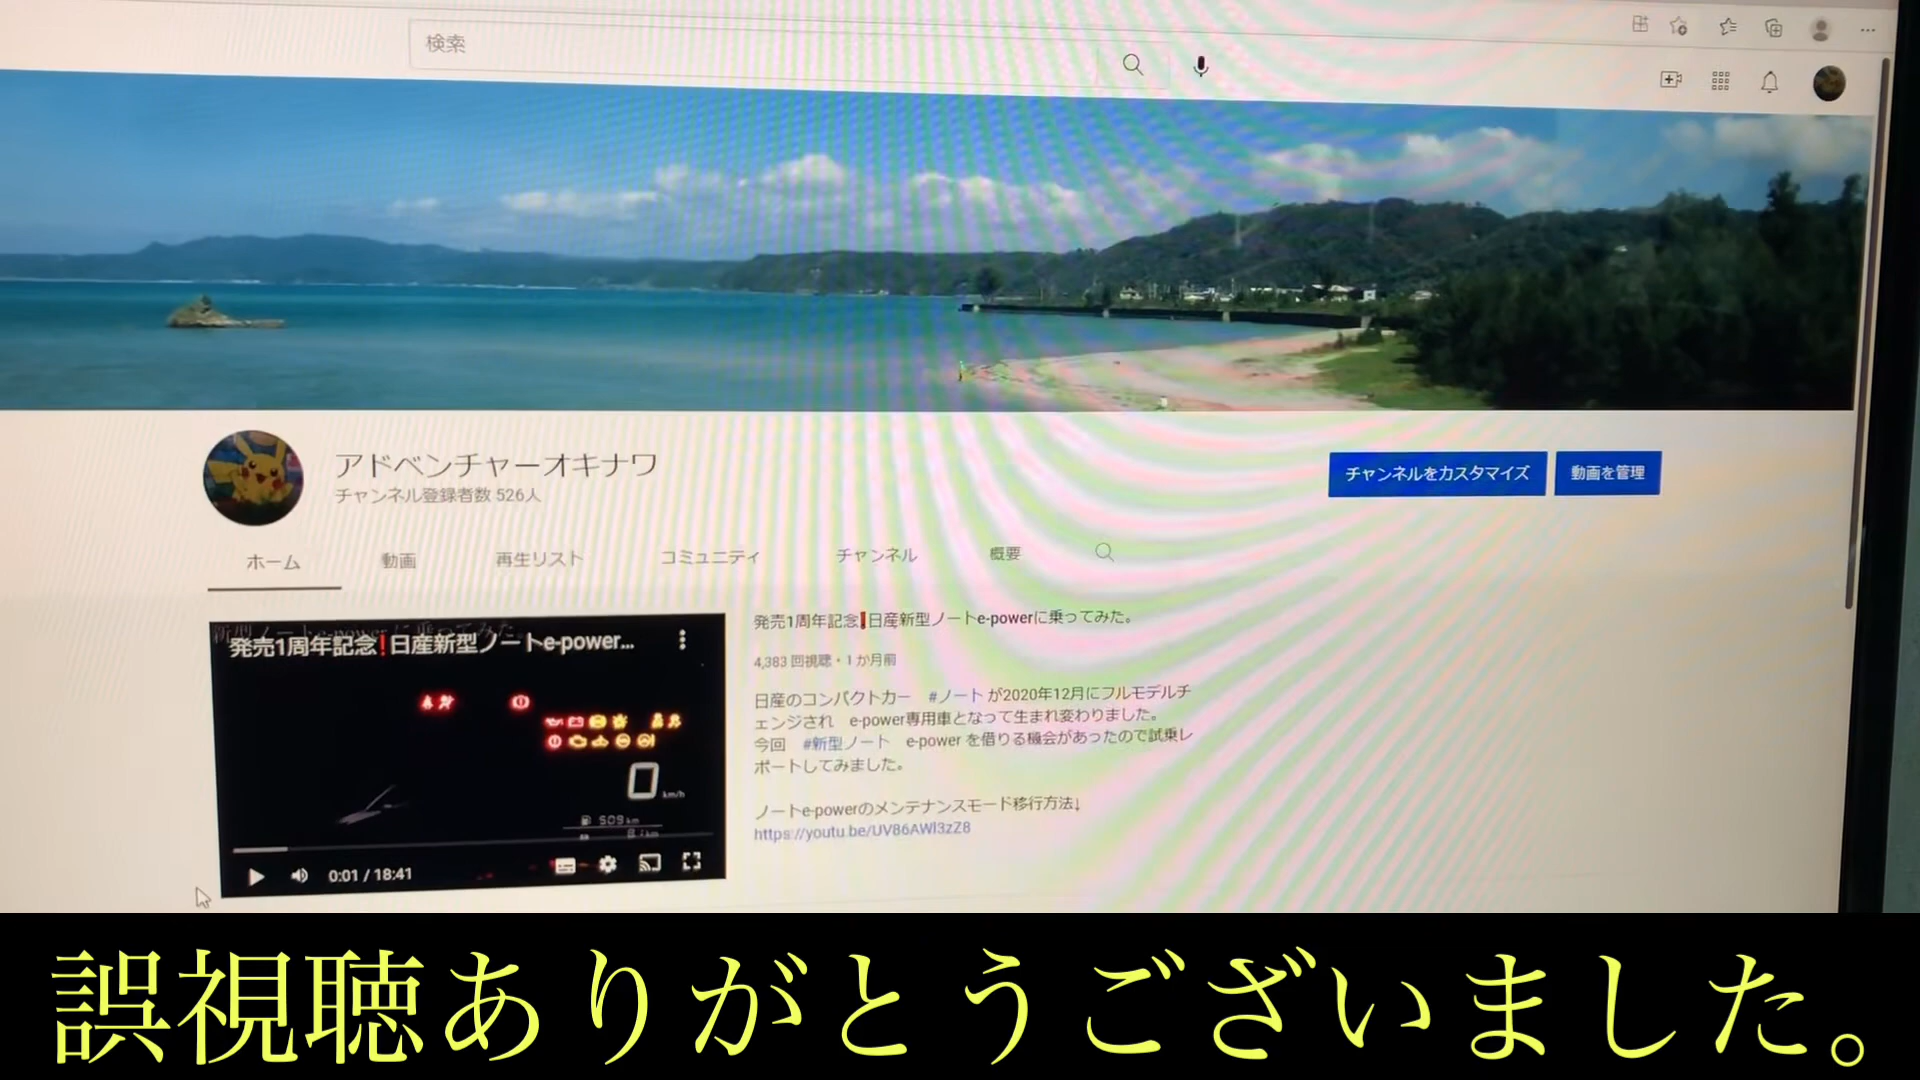 検索
アドベンチャーオキナワ
チャンネル登録者数 526人
チャンネルをカスタマイズ
動画を管理
ホーム 動画 再生リスト コミュニティ チャンネル 概要
発売1周年記念❗日産新型ノートe-power...
0 km/h
509 km
0:01 / 18:41
発売1周年記念❗日産新型ノートe-powerに乗ってみた。
4,383 回視聴・1 か月前
日産のコンパクトカー #ノート が2020年12月にフルモデルチ
ェンジされ e-power専用車となって生まれ変わりました。
今回 #新型ノート e-power を借りる機会があったので試乗レ
ポートしてみました。
ノートe-powerのメンテナンスモード移行方法↓
https://youtu.be/UV86AWl3zZ8
誤視聴ありがとうございました。